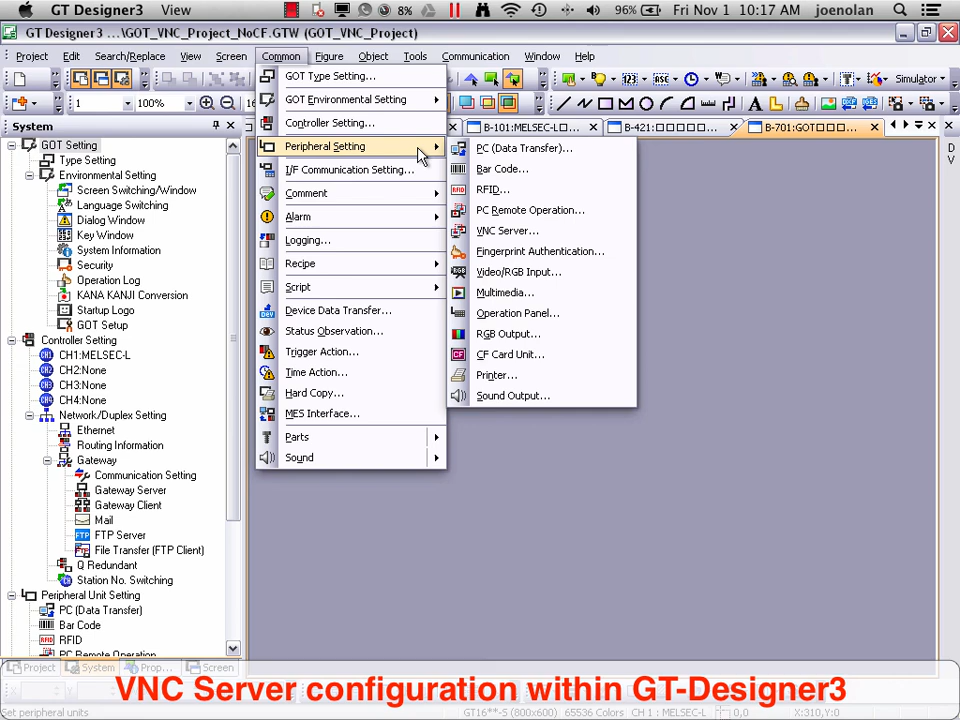 GT Designer3 View 8% 96% Fri Nov 1 10:17 AM joenolan
GT Designer3 ...\GOT_VNC_Project_NoCF.GTW (GOT_VNC_Project)
Project Edit Search/Replace View Screen Common Figure Object Tools Communication Window Help
Simulator
1 100%
System
B-101:MELSEC-L□...
B-421:□□□□□...
B-701:GOT□□□...
D
V
GOT Setting
Type Setting
Environmental Setting
Screen Switching/Window
Language Switching
Dialog Window
Key Window
System Information
Security
Operation Log
KANA KANJI Conversion
Startup Logo
GOT Setup
Controller Setting
CH1:MELSEC-L
CH2:None
CH3:None
CH4:None
Network/Duplex Setting
Ethernet
Routing Information
Gateway
Communication Setting
Gateway Server
Gateway Client
Mail
FTP Server
File Transfer (FTP Client)
Q Redundant
Station No. Switching
Peripheral Unit Setting
PC (Data Transfer)
Bar Code
RFID
PC Remote Operation
Project System Prop... Screen
GOT Type Setting...
GOT Environmental Setting
Controller Setting...
Peripheral Setting
I/F Communication Setting...
Comment
Alarm
Logging...
Recipe
Script
Device Data Transfer...
Status Observation...
Trigger Action...
Time Action...
Hard Copy...
MES Interface...
Parts
Sound
PC (Data Transfer)...
Bar Code...
RFID...
PC Remote Operation...
VNC Server...
Fingerprint Authentication...
Video/RGB Input...
Multimedia...
Operation Panel...
RGB Output...
CF Card Unit...
Printer...
Sound Output...
VNC Server configuration within GT-Designer3
Set peripheral units GT16**-S (800x600) 65536 Colors CH 1 : MELSEC-L 0,0 X:310,Y:0